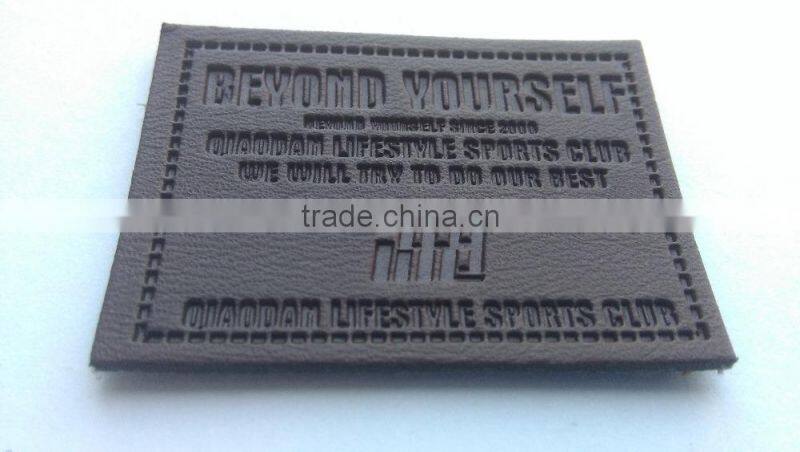 BEYOND YOURSELF
BEYOND YOURSELF SINCE 2000
QIAODAM LIFESTYLE SPORTS CLUB
WE WILL TRY TO DO OUR BEST
trade.china.cn
QIAODAM LIFESTYLE SPORTS CLUB